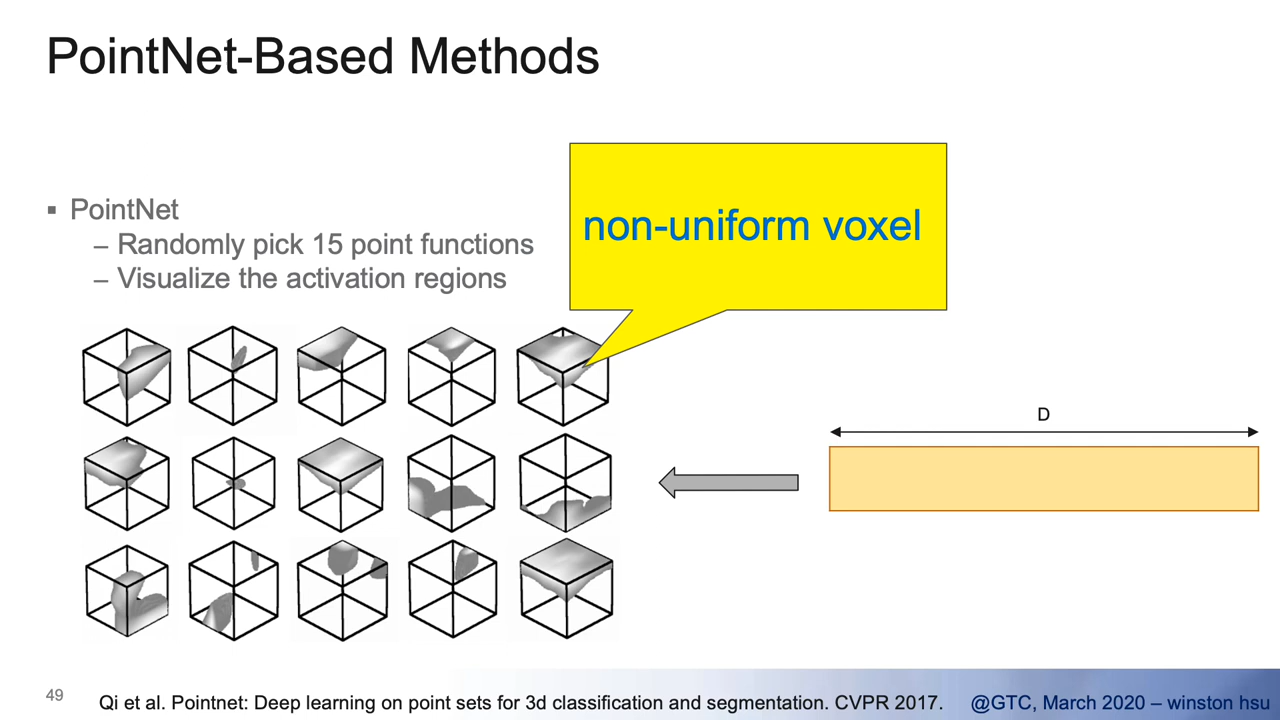 PointNet-Based Methods
▪ PointNet
– Randomly pick 15 point functions
– Visualize the activation regions
non-uniform voxel
D
49
Qi et al. Pointnet: Deep learning on point sets for 3d classification and segmentation. CVPR 2017.
@GTC, March 2020 – winston hsu